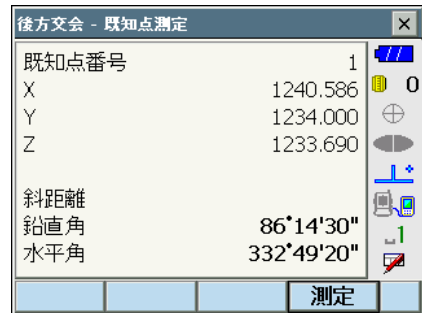 後方交会 - 既知点測定
既知点番号 1
X 1240.586
Y 1234.000
Z 1233.690
0
斜距離
鉛直角 86°14'30"
水平角 332°49'20"
1
測定